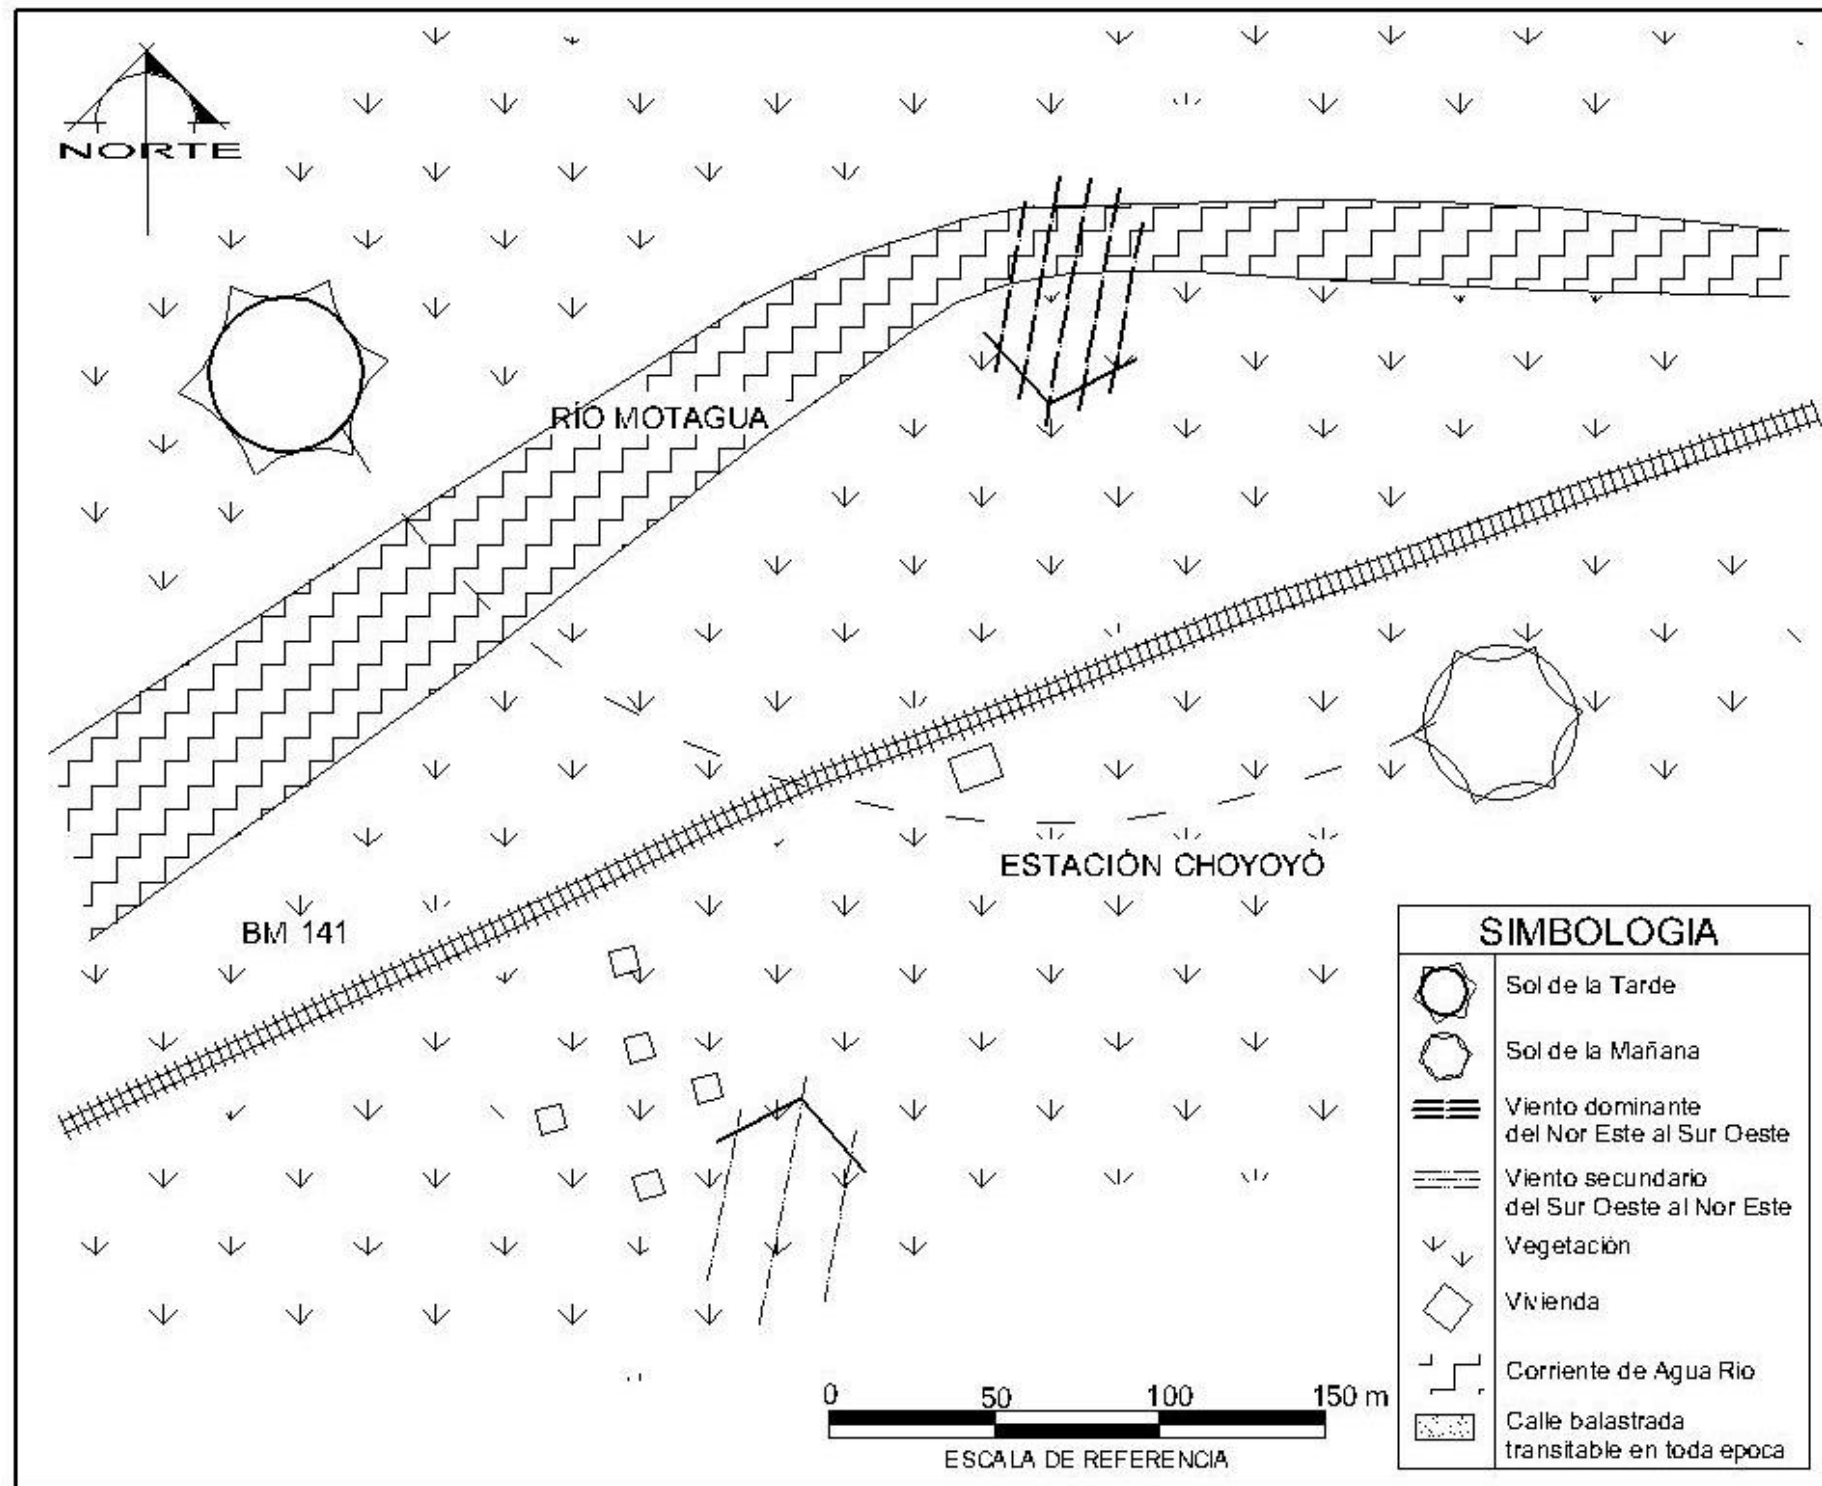 NORTE
RÍO MOTAGUA
ESTACIÓN CHOYOYÓ
BM 141
SIMBOLOGIA
Sol de la Tarde
Sol de la Mañana
Viento dominante
del Nor Este al Sur Oeste
Viento secundario
del Sur Oeste al Nor Este
Vegetación
Vivienda
Corriente de Agua Rio
Calle balastrada
transitable en toda epoca
0 50 100 150 m
ESCALA DE REFERENCIA